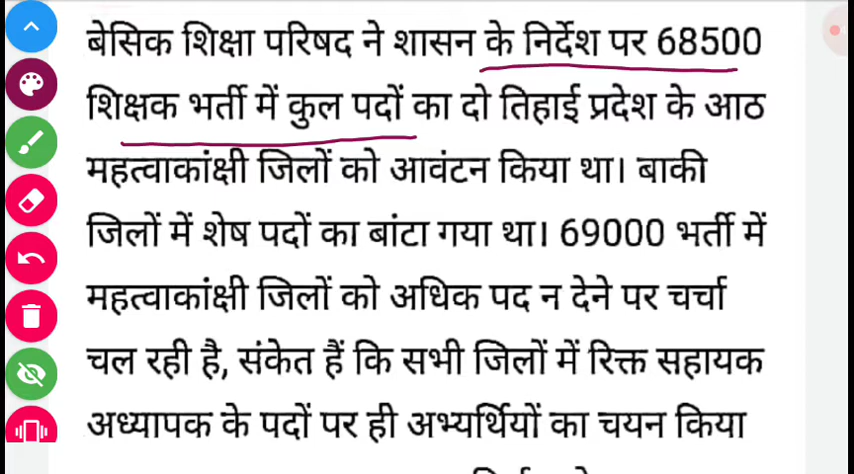 बेसिक शिक्षा परिषद ने शासन के निर्देश पर 68500
शिक्षक भर्ती में कुल पदों का दो तिहाई प्रदेश के आठ
महत्वाकांक्षी जिलों को आवंटन किया था। बाकी
जिलों में शेष पदों का बांटा गया था। 69000 भर्ती में
महत्वाकांक्षी जिलों को अधिक पद न देने पर चर्चा
चल रही है, संकेत हैं कि सभी जिलों में रिक्त सहायक
अध्यापक के पदों पर ही अभ्यर्थियों का चयन किया